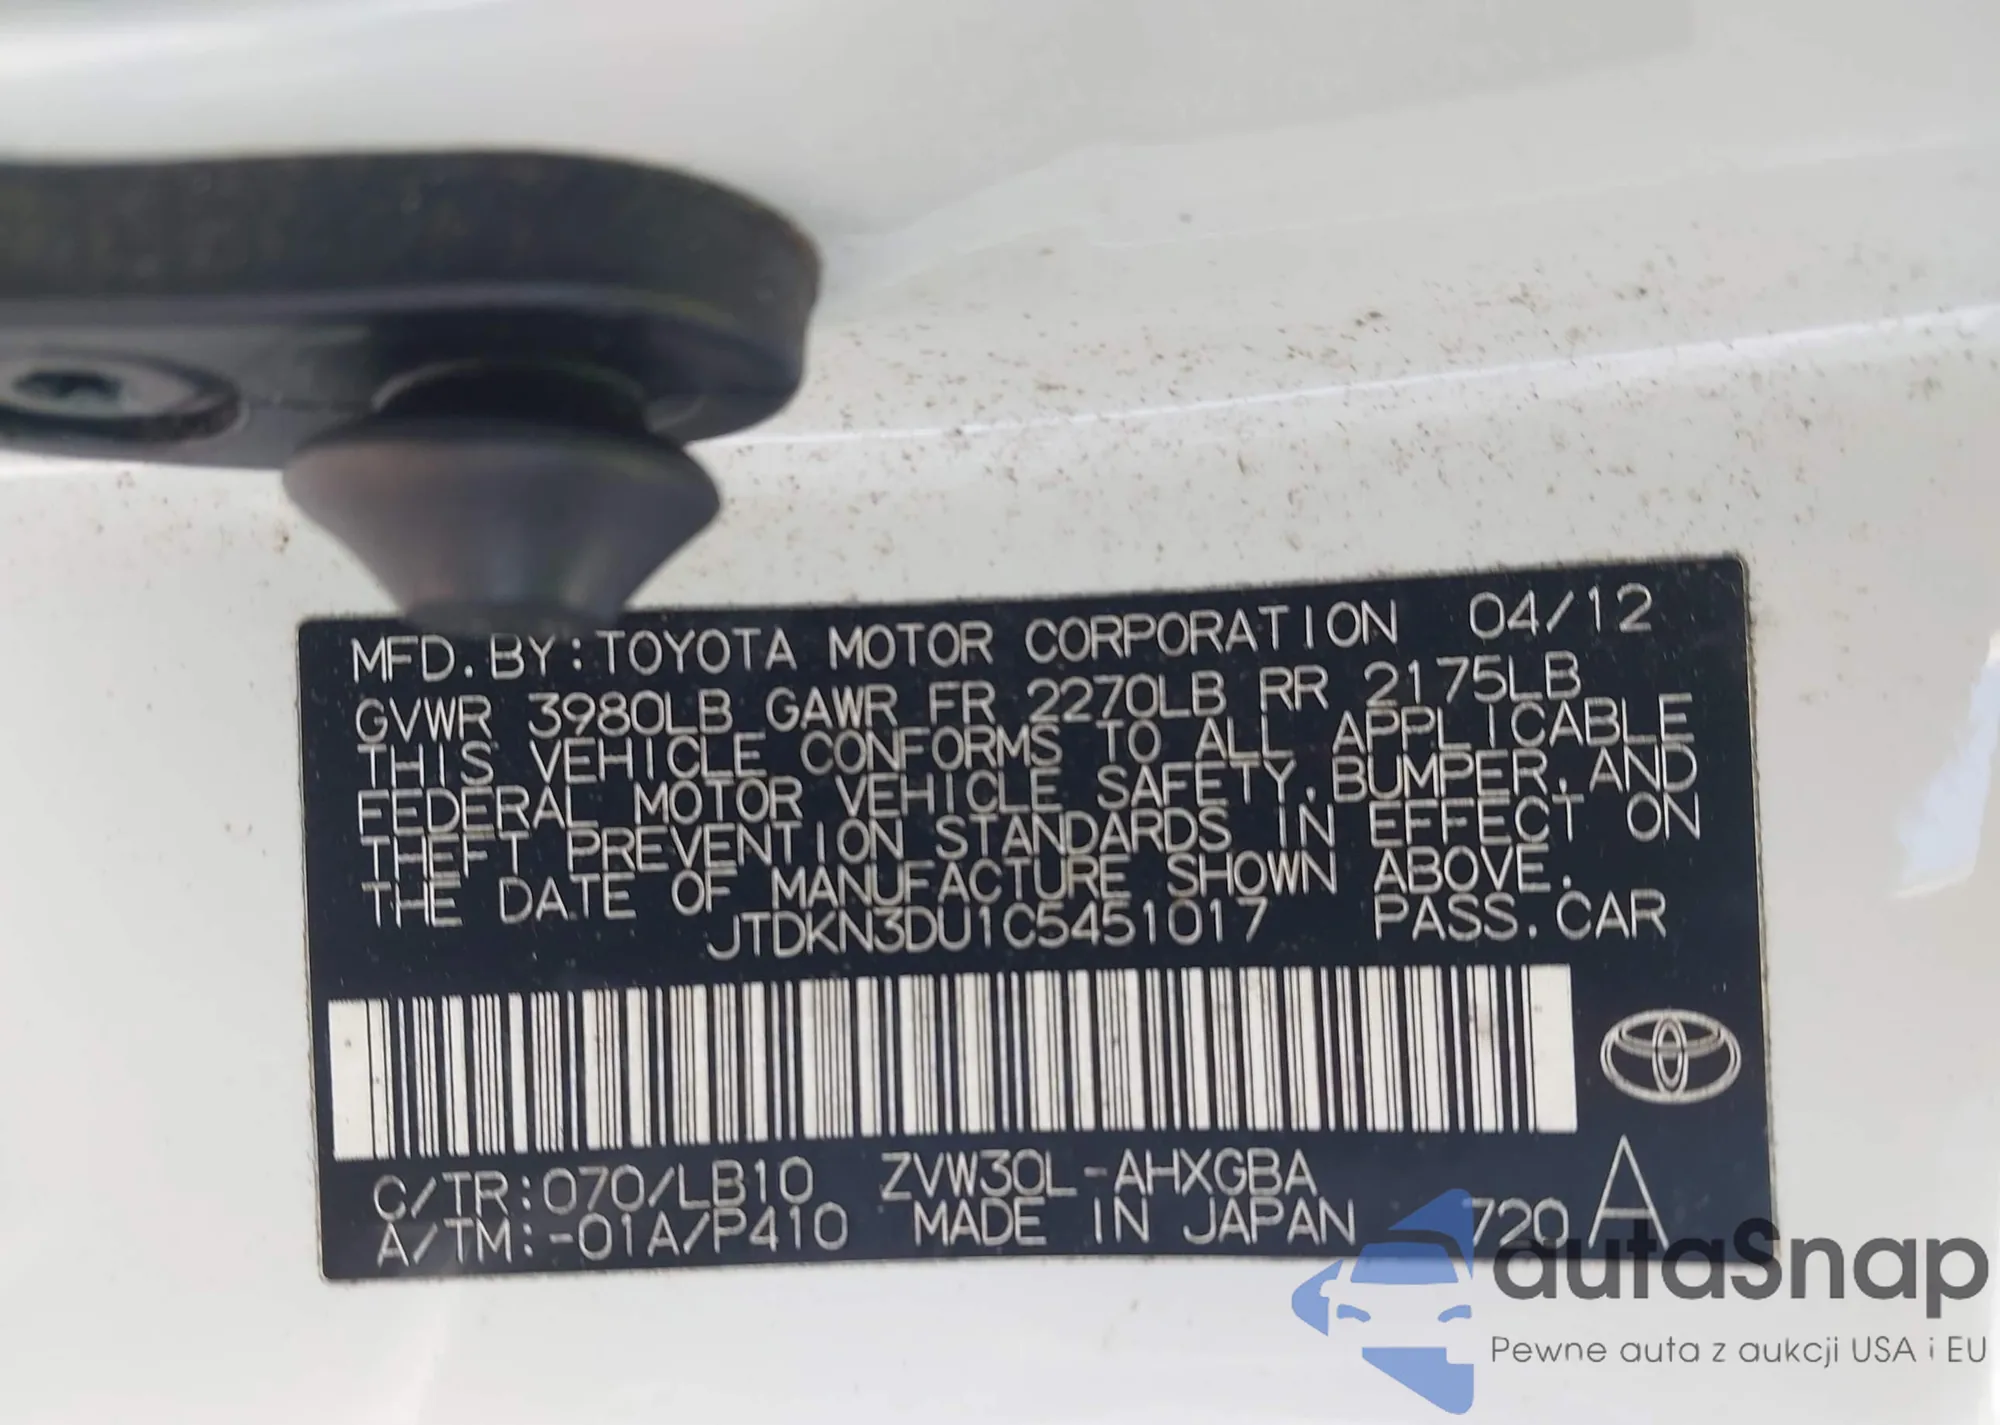 MFD. BY:TOYOTA MOTOR CORPORATION 04/12
GVWR 3980LB GAWR FR 2270LB RR 2175LB
THIS VEHICLE CONFORMS TO ALL APPLICABLE
FEDERAL MOTOR VEHICLE SAFETY, BUMPER, AND
THEFT PREVENTION STANDARDS IN EFFECT ON
THE DATE OF MANUFACTURE SHOWN ABOVE.
JTDKN3DU1C5451017 PASS. CAR
C/TR:070/LB10 ZVW30L-AHXGBA
A/TM:-01A/P410 MADE IN JAPAN 720 A
autaSnap
Pewne auta z aukcji USA i EU